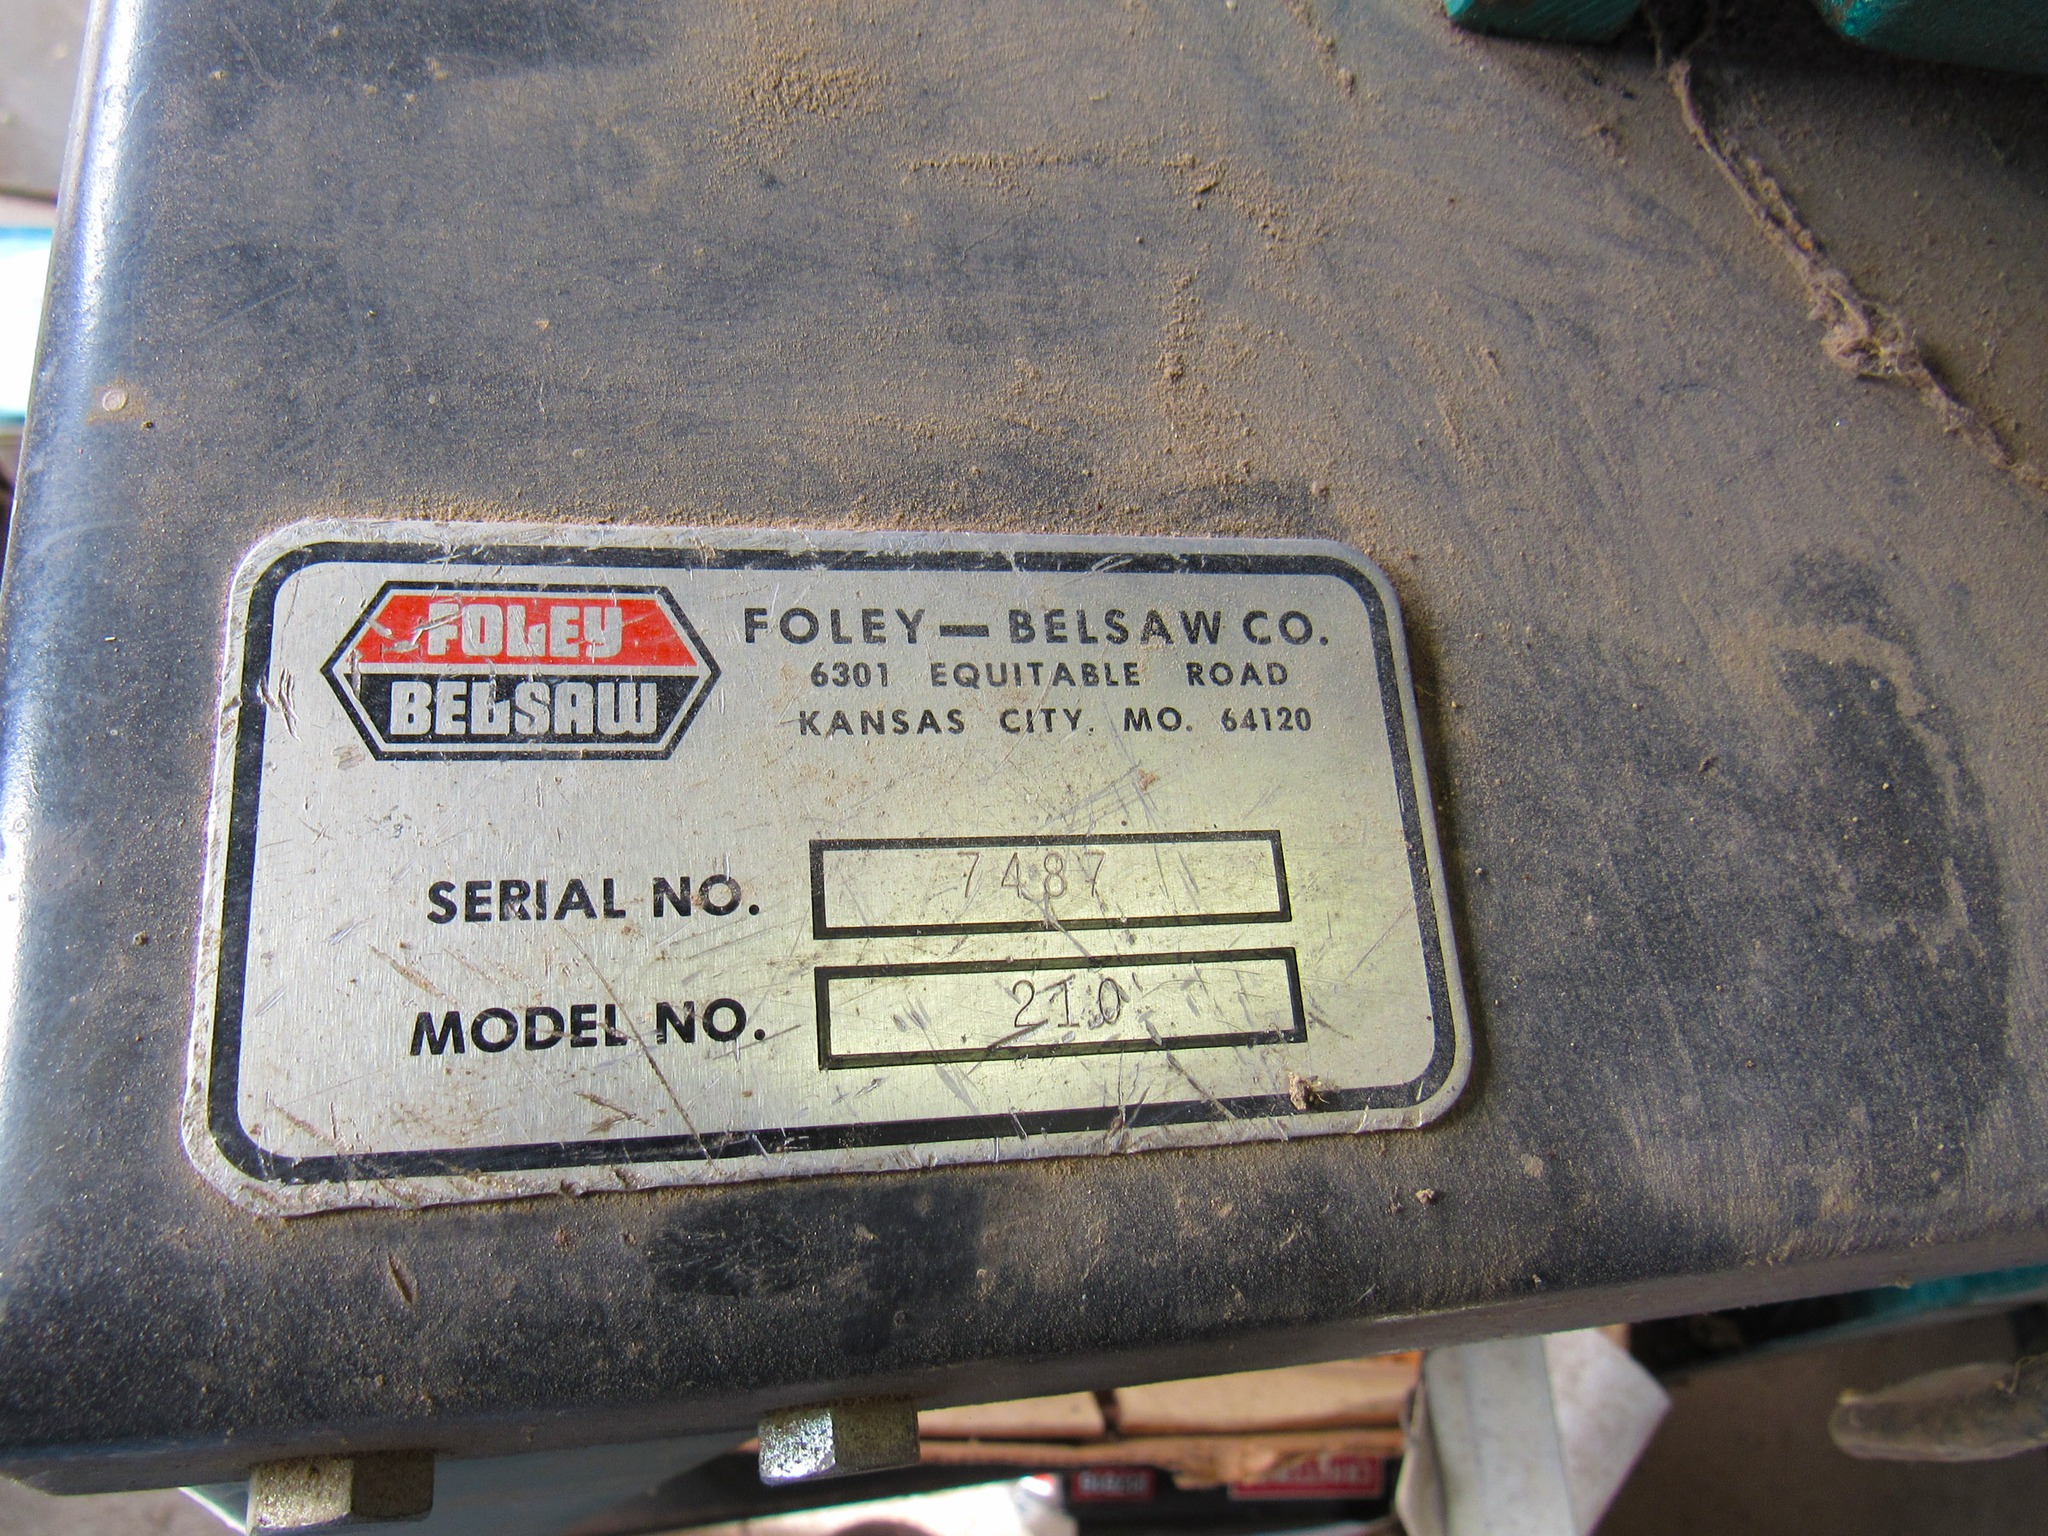 FOLEY
BELSAW
FOLEY — BELSAW CO.
6301 EQUITABLE ROAD
KANSAS CITY, MO. 64120
SERIAL NO. 7487
MODEL NO. 210